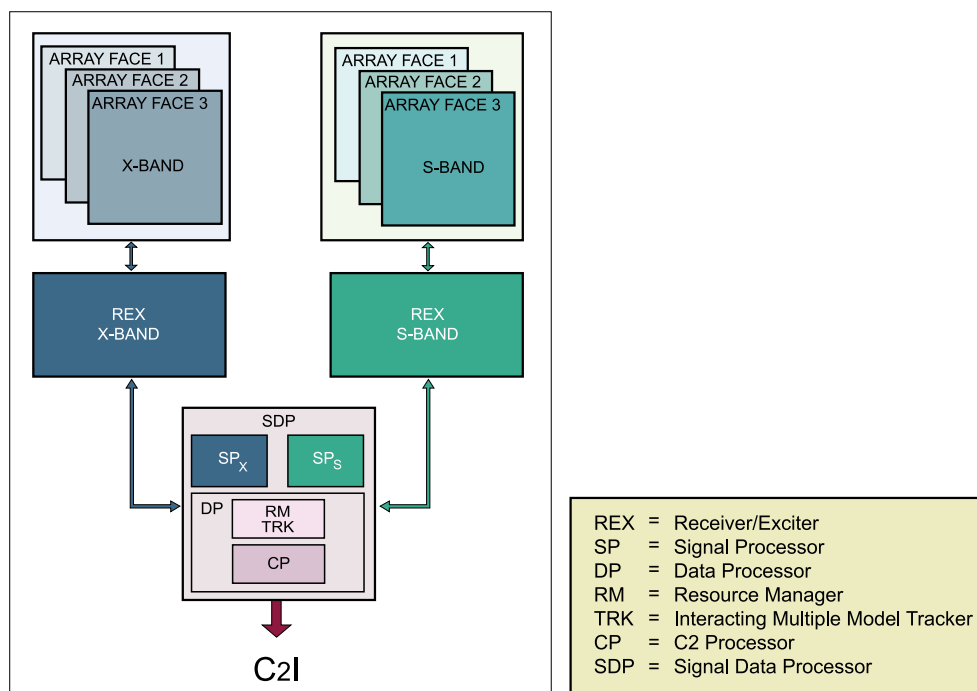 ARRAY FACE 1
ARRAY FACE 2
ARRAY FACE 3
X-BAND
ARRAY FACE 1
ARRAY FACE 2
ARRAY FACE 3
S-BAND
REX
X-BAND
REX
S-BAND
SDP
SPX
SPS
DP
RM
TRK
CP
C2I
REX = Receiver/Exciter
SP = Signal Processor
DP = Data Processor
RM = Resource Manager
TRK = Interacting Multiple Model Tracker
CP = C2 Processor
SDP = Signal Data Processor